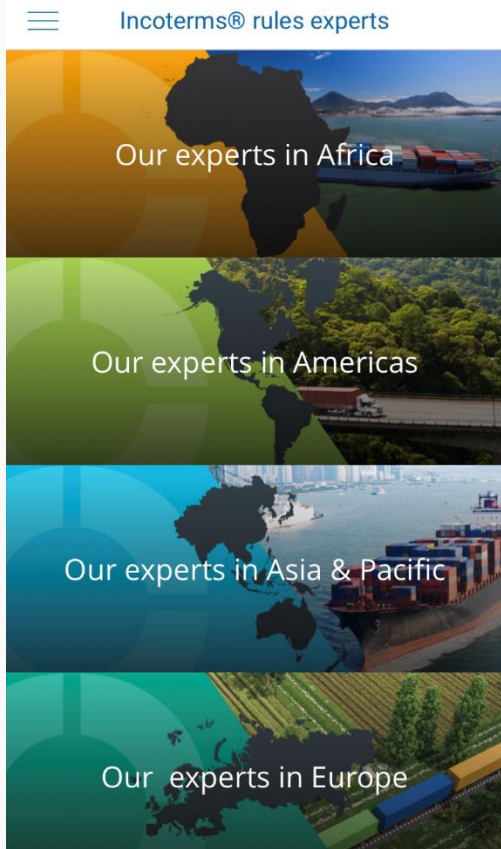 Incoterms® rules experts
Our experts in Africa
Our experts in Americas
Our experts in Asia & Pacific
Our  experts in Europe